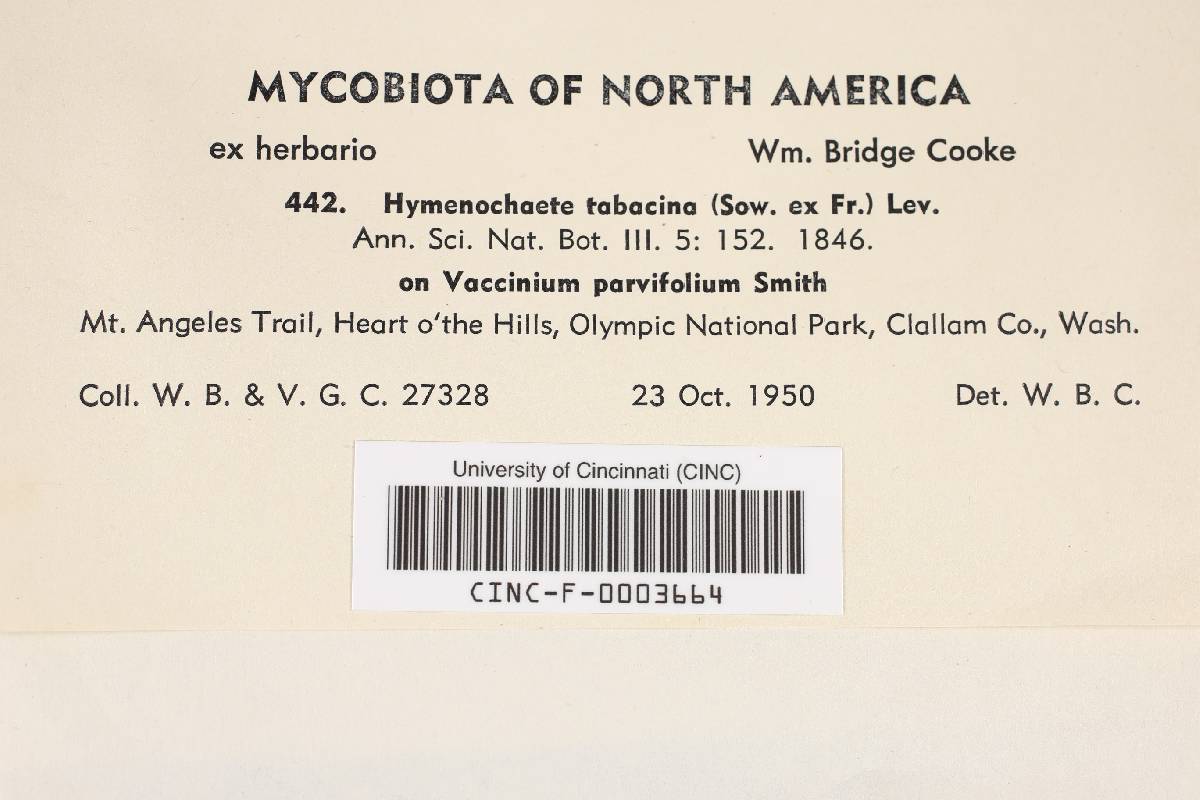 MYCOBIOTA OF NORTH AMERICA
ex herbario Wm. Bridge Cooke
442. Hymenochaete tabacina (Sow. ex Fr.) Lev.
Ann. Sci. Nat. Bot. III. 5: 152. 1846.
on Vaccinium parvifolium Smith
Mt. Angeles Trail, Heart o'the Hills, Olympic National Park, Clallam Co., Wash.
Coll. W. B. & V. G. C. 27328 23 Oct. 1950 Det. W. B. C.
University of Cincinnati (CINC)
CINC-F-0003664